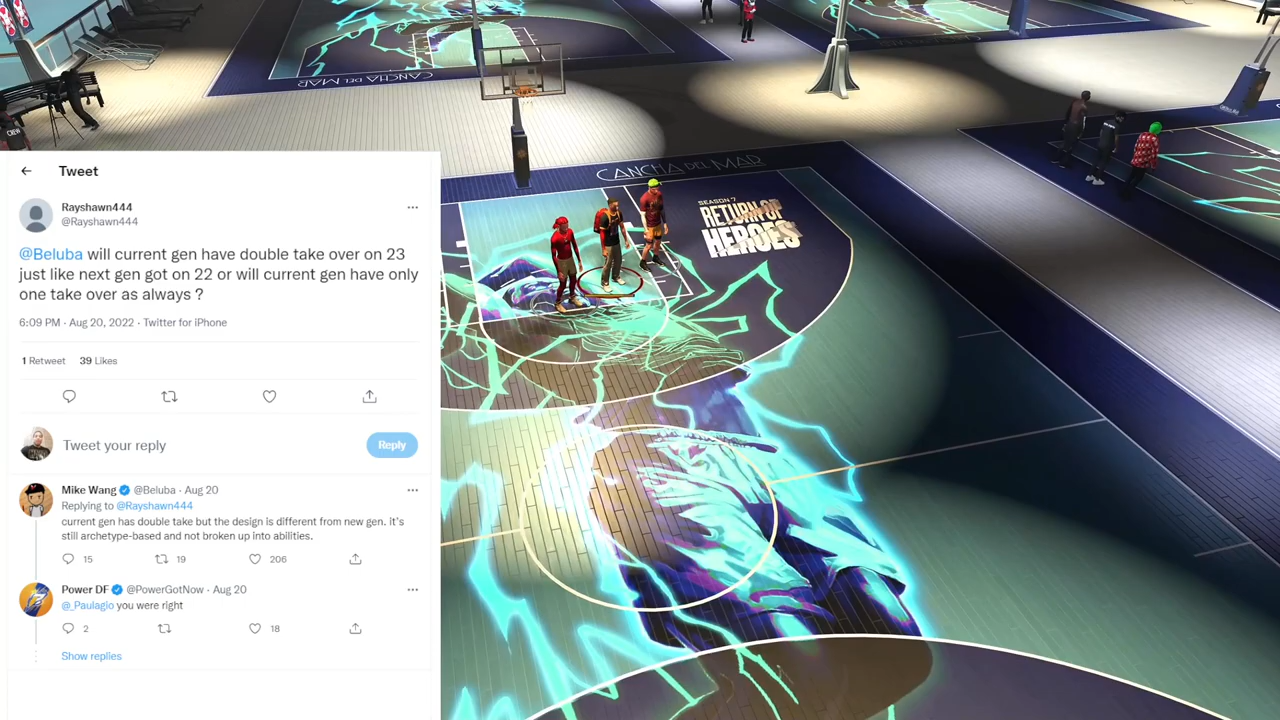 CANCHA DEL MAR
CANCHA DEL MAR
SEASON 7
RETURN OF
HEROES
CREW
Tweet
Rayshawn444
@Rayshawn444
@Beluba will current gen have double take over on 23
just like next gen got on 22 or will current gen have only
one take over as always ?
6:09 PM · Aug 20, 2022 · Twitter for iPhone
1 Retweet 39 Likes
Tweet your reply
Reply
Mike Wang @Beluba · Aug 20
Replying to @Rayshawn444
current gen has double take but the design is different from new gen. it's
still archetype-based and not broken up into abilities.
15 19 206
Power DF @PowerGotNow · Aug 20
@_Paulagio you were right
2 18
Show replies